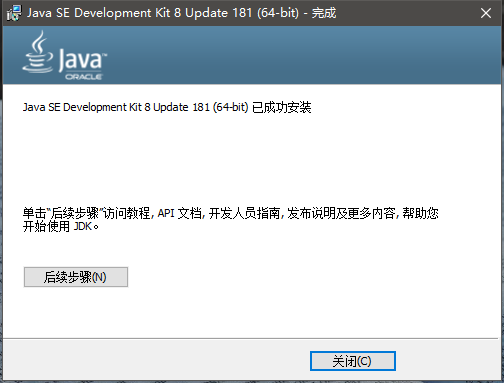 Java SE Development Kit 8 Update 181 (64-bit) - 完成
Java™
ORACLE
Java SE Development Kit 8 Update 181 (64-bit) 已成功安装
单击“后续步骤”访问教程, API 文档, 开发人员指南, 发布说明及更多内容, 帮助您
开始使用 JDK。
后续步骤(N)
关闭(C)